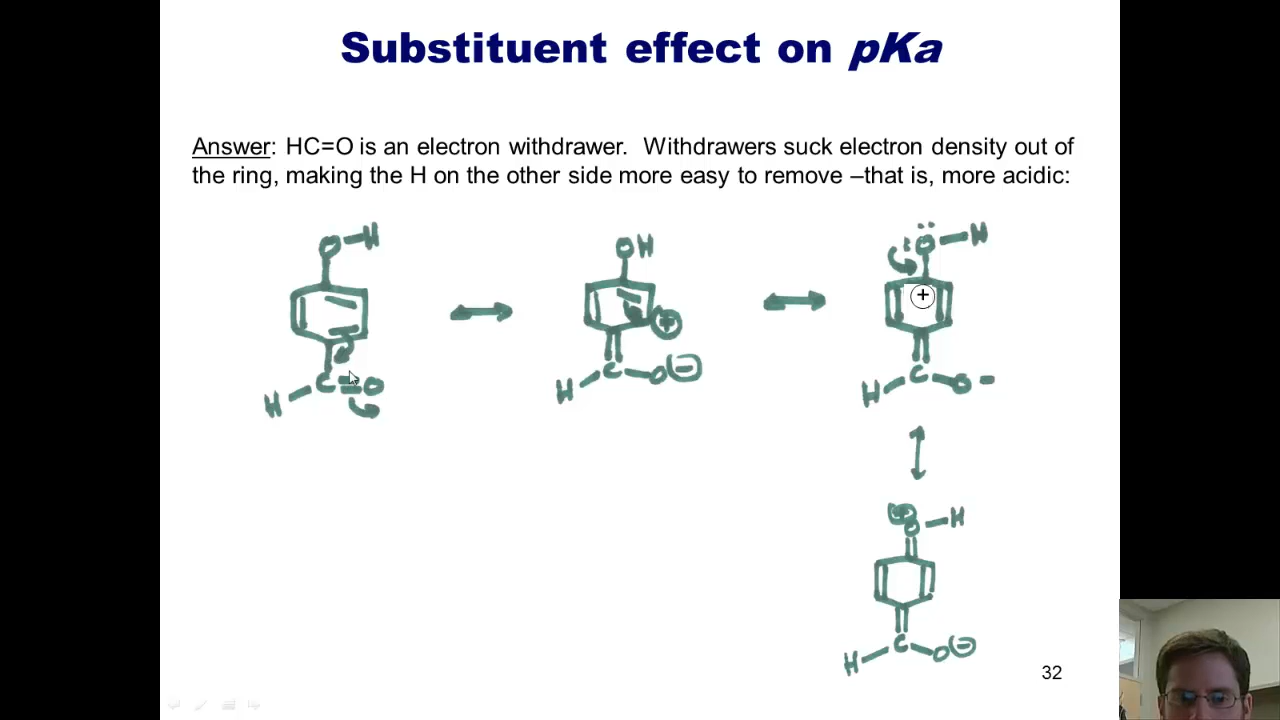 Substituent effect on pKa
Answer: HC=O is an electron withdrawer. Withdrawers suck electron density out of
the ring, making the H on the other side more easy to remove –that is, more acidic:
O H
OH
O H
+
+
H C O
H C O −
H C O -
+
O H
H C O −
32